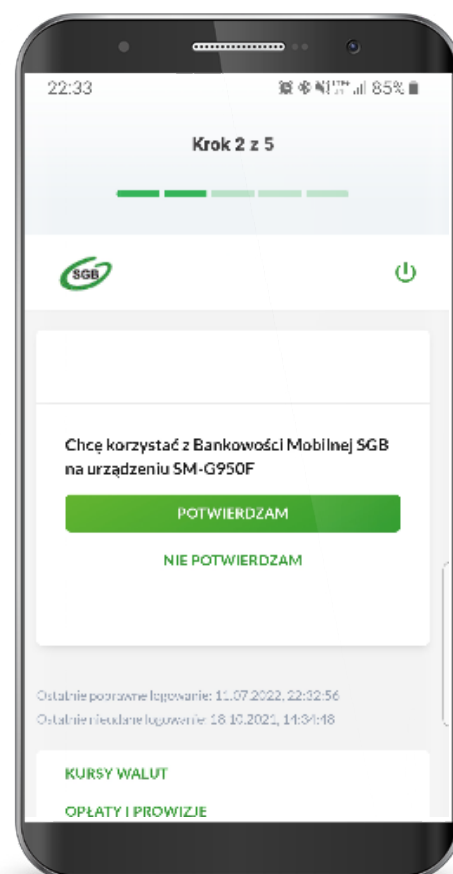 22:33
85%
Krok 2 z 5
SGB
Chcę korzystać z Bankowości Mobilnej SGB
na urządzeniu SM-G950F
POTWIERDZAM
NIE POTWIERDZAM
Ostatnie poprawne logowanie: 11.07.2022, 22:32:56
Ostatnie nieudane logowanie: 18.10.2021, 14:34:48
KURSY WALUT
OPŁATY I PROWIZJE